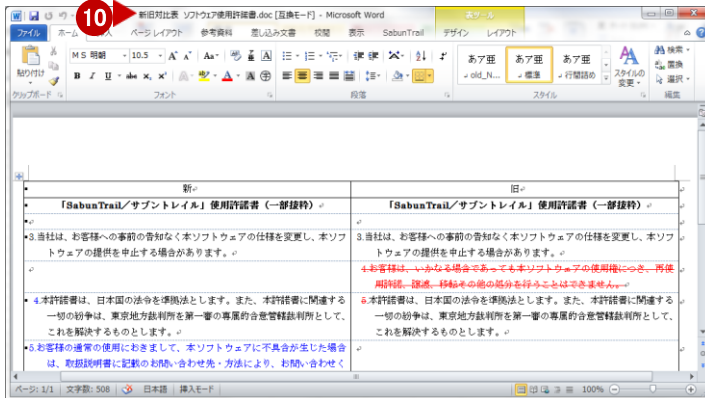 10
新旧対比表 ソフトウェア使用許諾書.doc [互換モード] - Microsoft Word
表ツール
ファイル ホーム 挿入 ページ レイアウト 参考資料 差し込み文書 校閲 表示 SabunTrail デザイン レイアウト
貼り付け
MS 明朝 10.5
B I U abc x₂ x²
あア亜 あア亜 あア亜
old_N... 標準 行間詰め
スタイルの
変更
検索
置換
選択
クリップボード フォント 段落 スタイル 編集
新 旧
「SabunTrail/サブントレイル」使用許諾書(一部抜粋) 「SabunTrail/サブントレイル」使用許諾書(一部抜粋)
3.当社は、お客様への事前の告知なく本ソフトウェアの仕様を変更し、本ソフ
トウェアの提供を中止する場合があります。
3.当社は、お客様への事前の告知なく本ソフトウェアの仕様を変更し、本ソフ
トウェアの提供を中止する場合があります。
4.お客様は、いかなる場合であっても本ソフトウェアの使用権につき、再使
用許諾、譲渡、移転その他の処分を行うことはできません。
4.本許諾書は、日本国の法令を準拠法とします。また、本許諾書に関連する
一切の紛争は、東京地方裁判所を第一審の専属的合意管轄裁判所として、
これを解決するものとします。
5.本許諾書は、日本国の法令を準拠法とします。また、本許諾書に関連する
一切の紛争は、東京地方裁判所を第一審の専属的合意管轄裁判所として、
これを解決するものとします。
5.お客様の通常の使用におきまして、本ソフトウェアに不具合が生じた場合
は、取扱説明書に記載のお問い合わせ先・方法により、お問い合わせく
ページ: 1/1 文字数: 508 日本語 挿入モード 100%